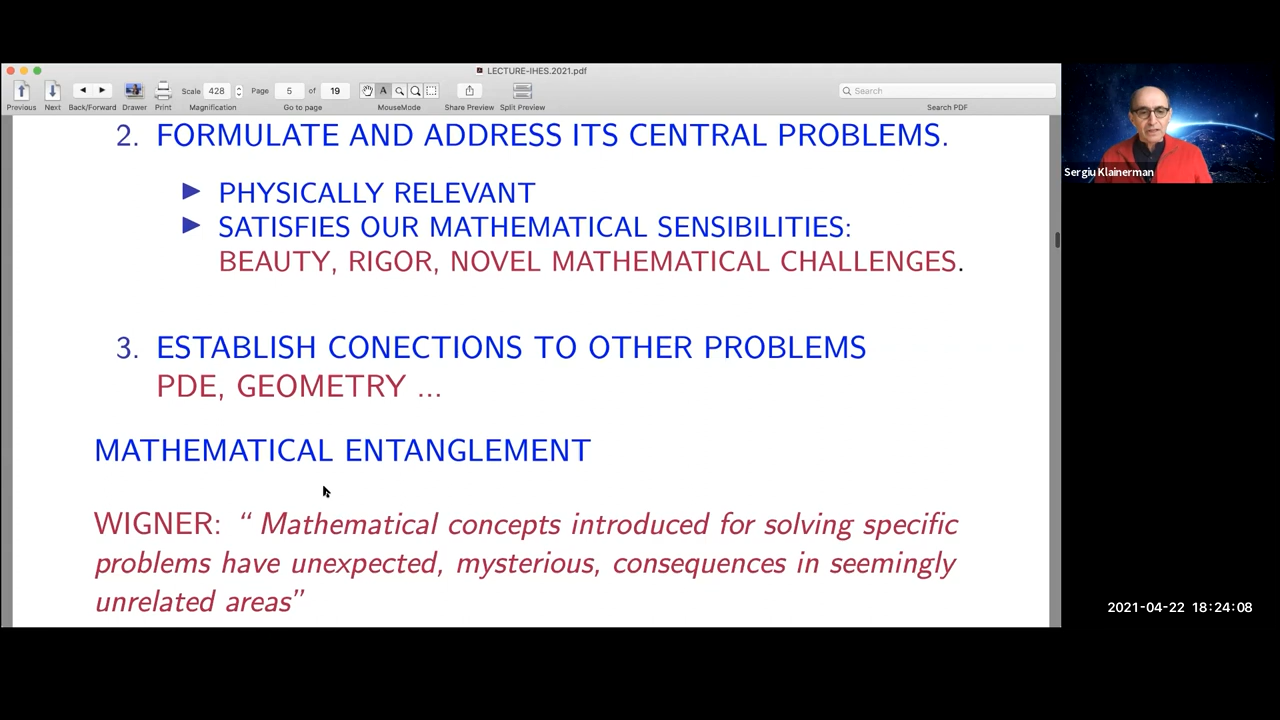 LECTURE-IHES.2021.pdf
Scale 428 Page 5 of 19 Search
Previous Next Back/Forward Drawer Print Magnification Go to page MouseMode Share Preview Split Preview Search PDF
2. FORMULATE AND ADDRESS ITS CENTRAL PROBLEMS.
PHYSICALLY RELEVANT
SATISFIES OUR MATHEMATICAL SENSIBILITIES:
BEAUTY, RIGOR, NOVEL MATHEMATICAL CHALLENGES.
3. ESTABLISH CONECTIONS TO OTHER PROBLEMS
PDE, GEOMETRY ...
MATHEMATICAL ENTANGLEMENT
WIGNER: “ Mathematical concepts introduced for solving specific
problems have unexpected, mysterious, consequences in seemingly
unrelated areas”
Sergiu Klainerman
2021-04-22 18:24:08